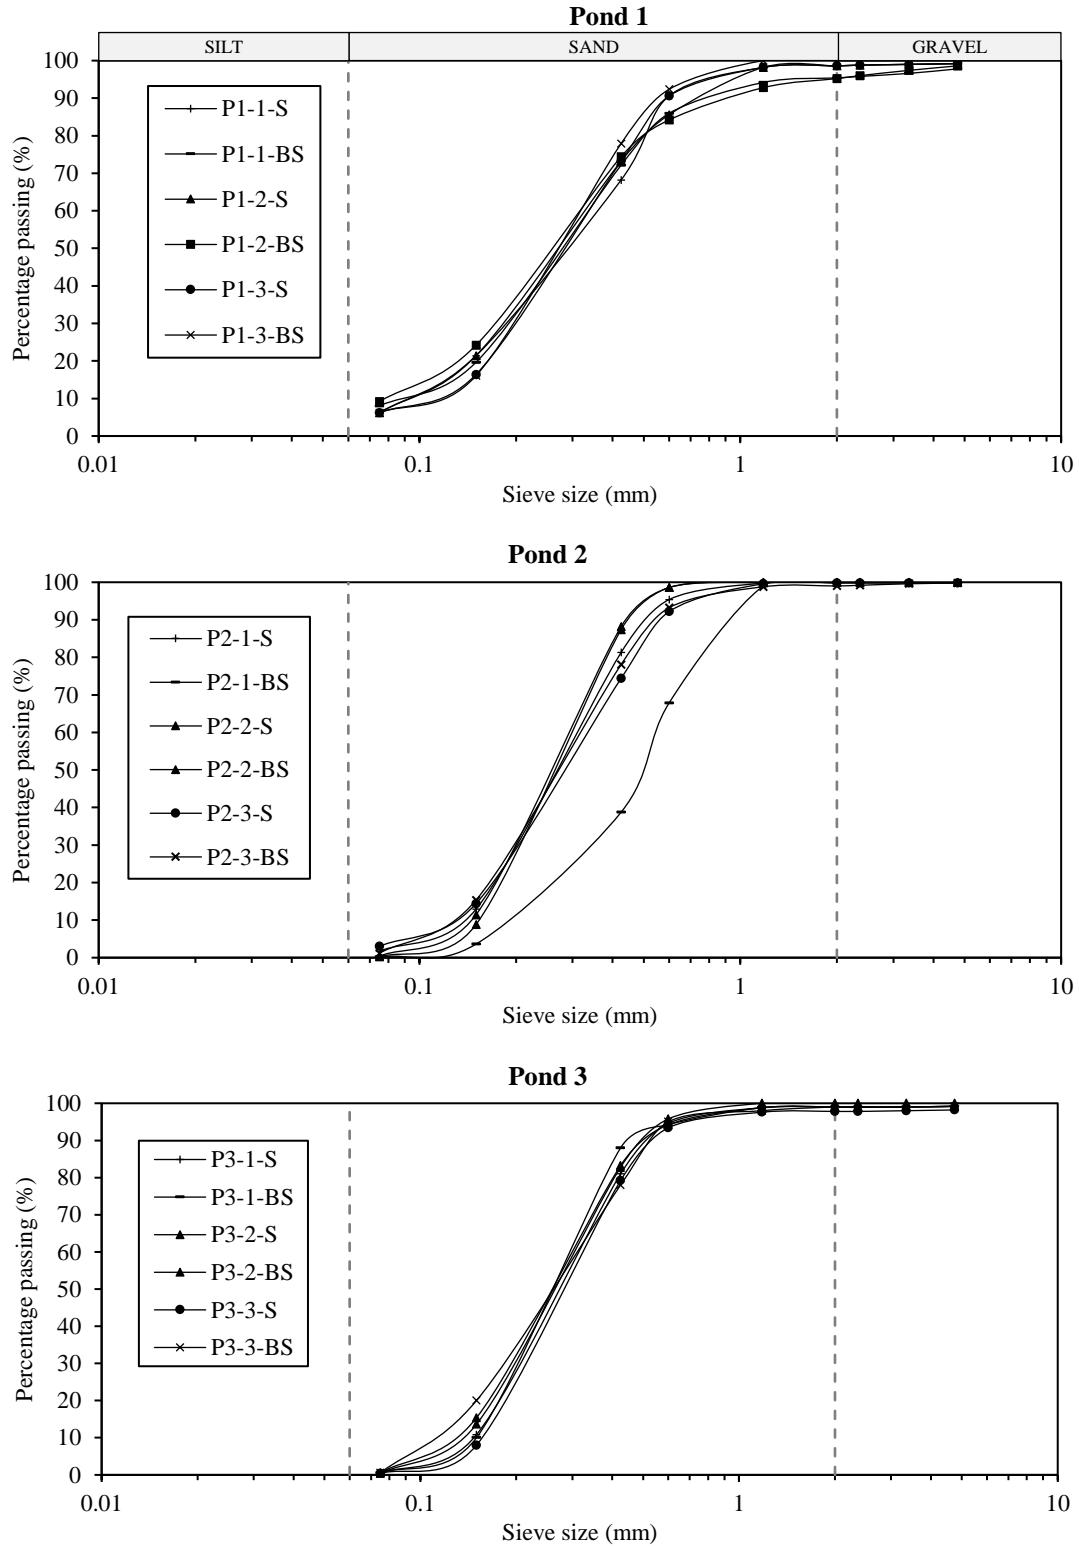 Pond 1
SILT SAND GRAVEL
100
90
80
70
60
50
40
30
20
10
0
Percentage passing (%)
P1-1-S
P1-1-BS
P1-2-S
P1-2-BS
P1-3-S
P1-3-BS
0.01 0.1 1 10
Sieve size (mm)
Pond 2
100
90
80
70
60
50
40
30
20
10
0
Percentage passing (%)
P2-1-S
P2-1-BS
P2-2-S
P2-2-BS
P2-3-S
P2-3-BS
0.01 0.1 1 10
Sieve size (mm)
Pond 3
100
90
80
70
60
50
40
30
20
10
0
Percentage passing (%)
P3-1-S
P3-1-BS
P3-2-S
P3-2-BS
P3-3-S
P3-3-BS
0.01 0.1 1 10
Sieve size (mm)